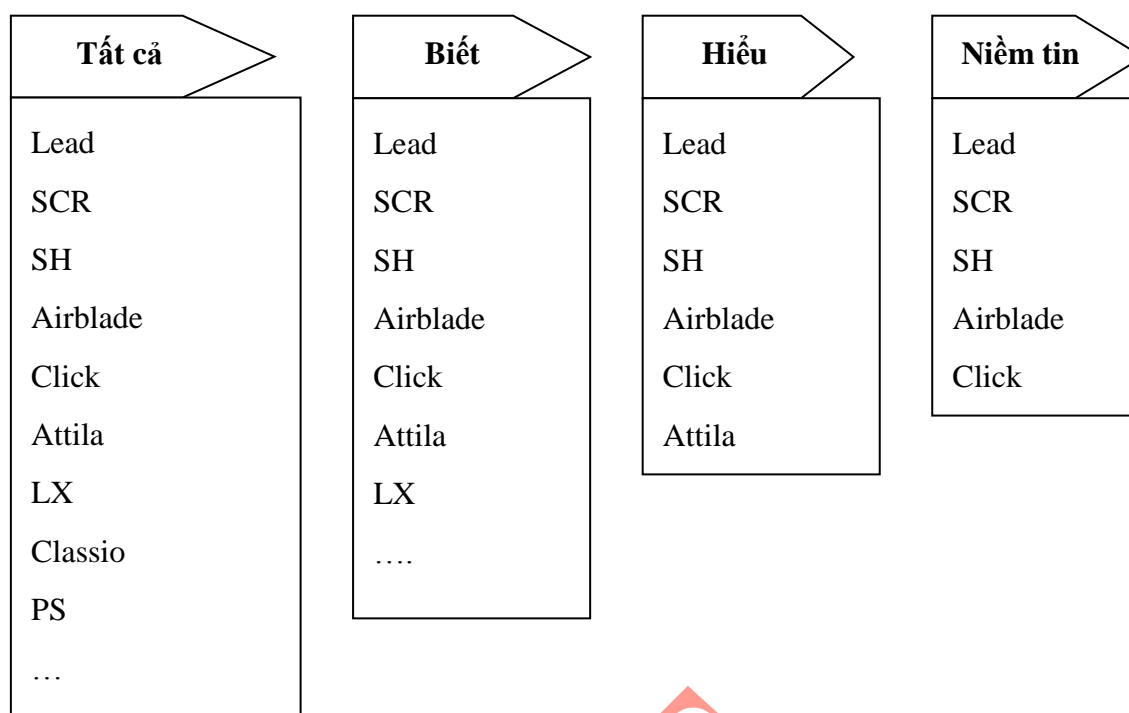 Tất cả
Lead
SCR
SH
Airblade
Click
Attila
LX
Classio
PS
…
Biết
Lead
SCR
SH
Airblade
Click
Attila
LX
….
Hiểu
Lead
SCR
SH
Airblade
Click
Attila
Niềm tin
Lead
SCR
SH
Airblade
Click